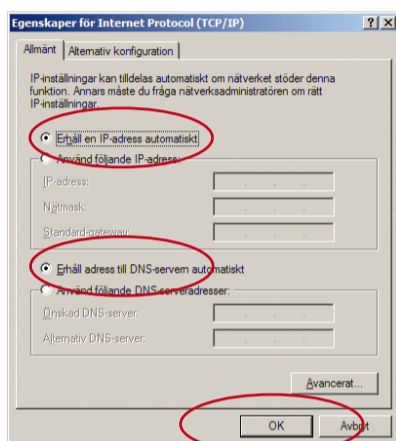 Egenskaper för Internet Protocol (TCP/IP)
Allmänt Alternativ konfiguration
IP-inställningar kan tilldelas automatiskt om nätverket stöder denna
funktion. Annars måste du fråga nätverksadministratören om rätt
IP-inställningar.
Erhåll en IP-adress automatiskt
Använd följande IP-adress:
IP-adress:
Nätmask:
Standard-gateway:
Erhåll adress till DNS-servern automatiskt
Använd följande DNS-serveradresser:
Önskad DNS-server:
Alternativ DNS-server:
Avancerat...
OK Avbryt